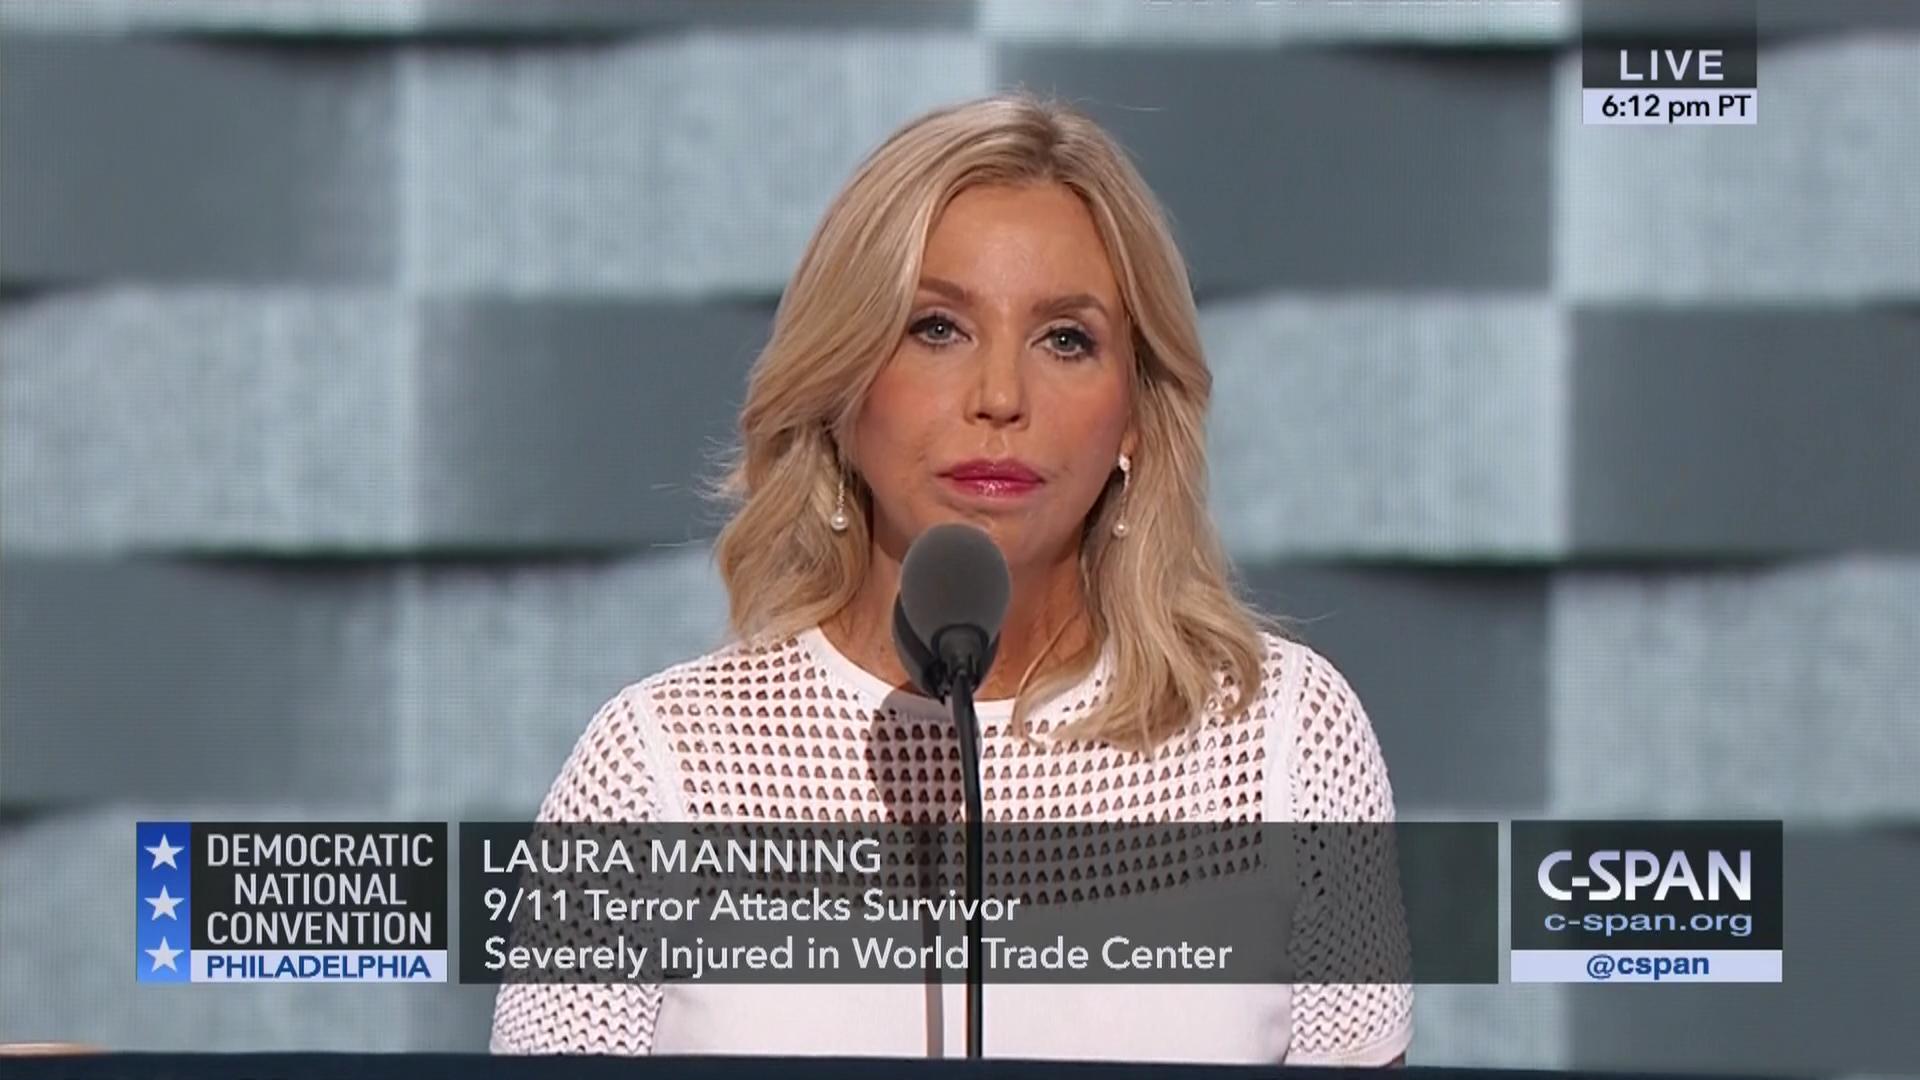 LIVE
6:12 pm PT
DEMOCRATIC
NATIONAL
CONVENTION
PHILADELPHIA
LAURA MANNING
9/11 Terror Attacks Survivor
Severely Injured in World Trade Center
C-SPAN
c-span.org
@cspan